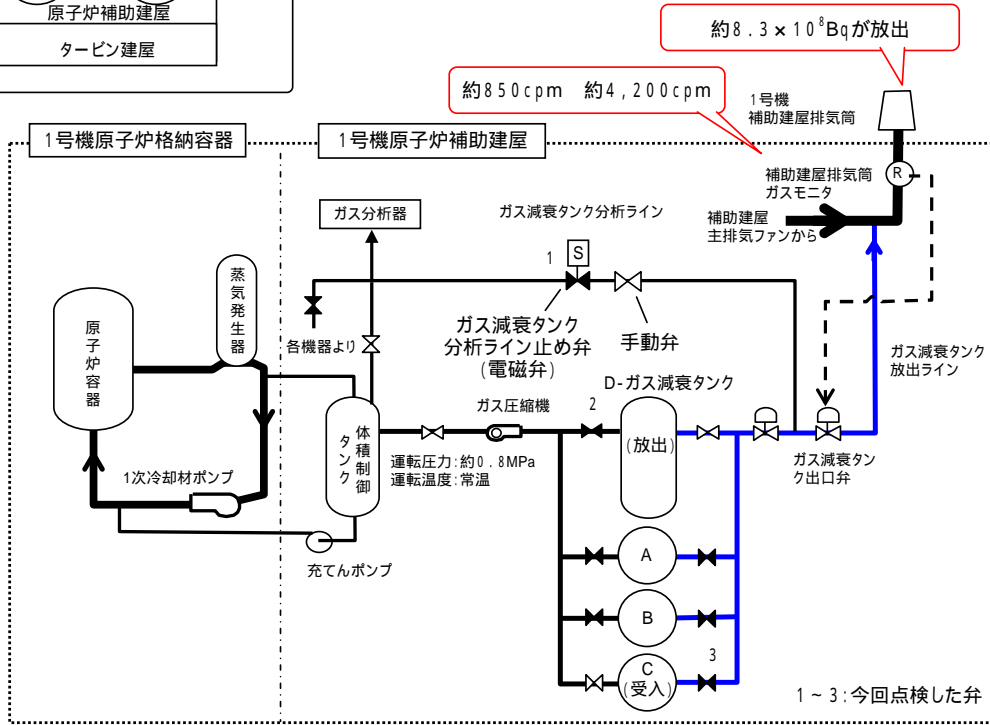 原子炉補助建屋
タービン建屋
約8.3×10⁸Bqが放出
約850cpm 約4,200cpm
1号機
補助建屋排気筒
1号機原子炉格納容器
1号機原子炉補助建屋
補助建屋排気筒
ガスモニタ
R
ガス分析器
ガス減衰タンク分析ライン
補助建屋
主排気ファンから
1
S
蒸気発生器
原子炉容器
各機器より
ガス減衰タンク
分析ライン止め弁
(電磁弁)
手動弁
ガス減衰タンク
放出ライン
D-ガス減衰タンク
ガス圧縮機
2
(放出)
体積制御
タンク
運転圧力:約0.8MPa
運転温度:常温
ガス減衰タン
ク出口弁
1次冷却材ポンプ
充てんポンプ
A
B
C
(受入)
3
1~3:今回点検した弁